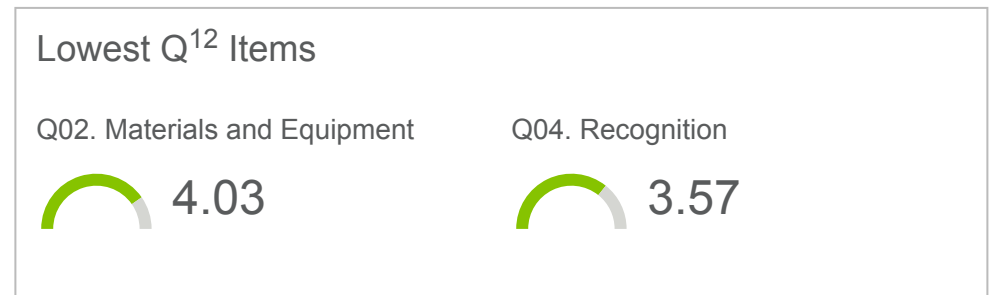 Lowest Q12 Items
Q02. Materials and Equipment
Q04. Recognition
4.03
3.57